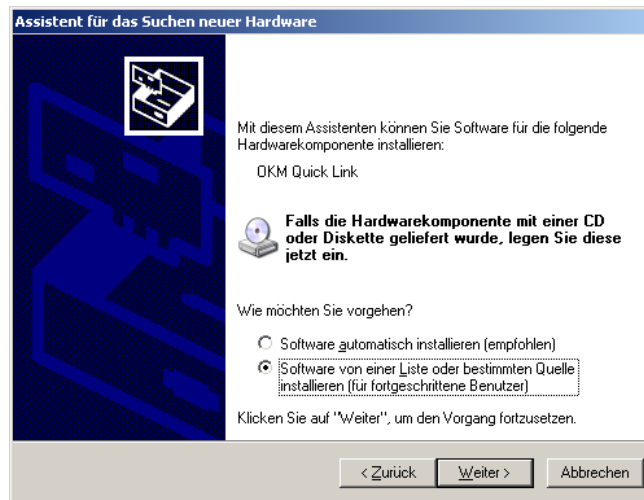 Assistent für das Suchen neuer Hardware
Mit diesem Assistenten können Sie Software für die folgende
Hardwarekomponente installieren:
OKM Quick Link
Falls die Hardwarekomponente mit einer CD
oder Diskette geliefert wurde, legen Sie diese
jetzt ein.
Wie möchten Sie vorgehen?
Software automatisch installieren (empfohlen)
Software von einer Liste oder bestimmten Quelle
installieren (für fortgeschrittene Benutzer)
Klicken Sie auf "Weiter", um den Vorgang fortzusetzen.
< Zurück Weiter > Abbrechen